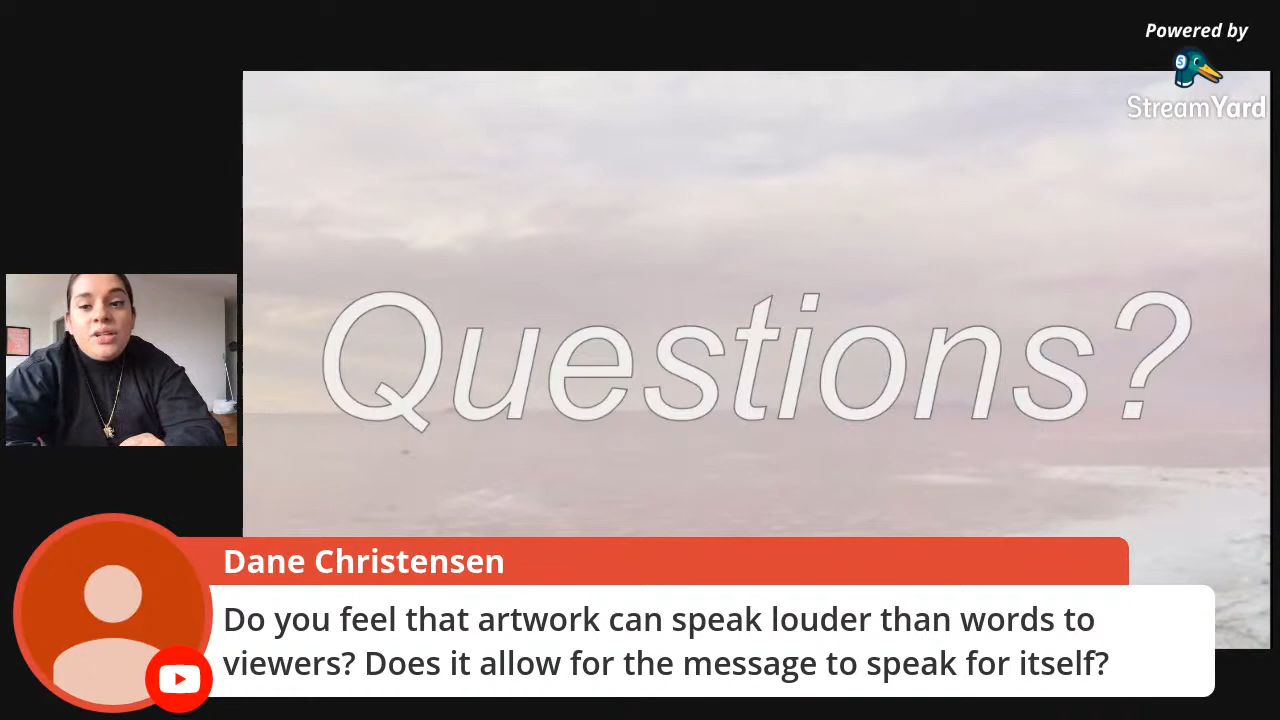 Powered by
StreamYard
Questions?
Dane Christensen
Do you feel that artwork can speak louder than words to
viewers? Does it allow for the message to speak for itself?